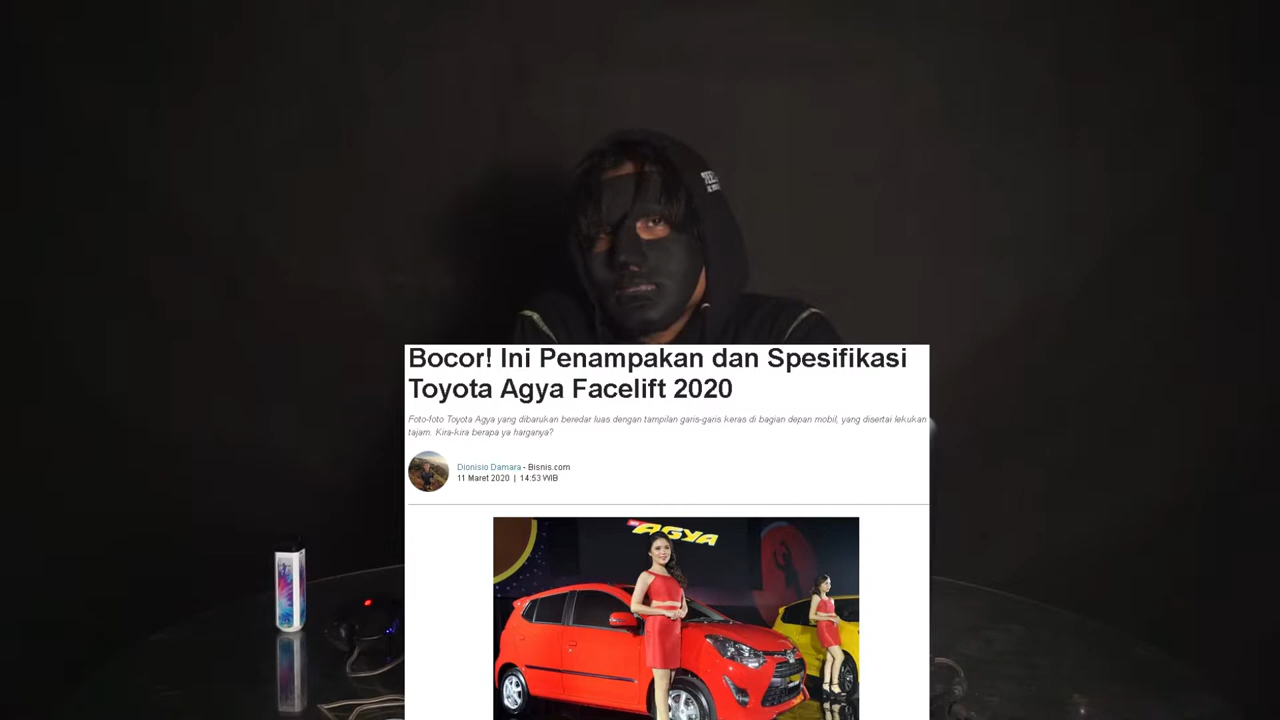 Bocor! Ini Penampakan dan Spesifikasi
Toyota Agya Facelift 2020
Foto-foto Toyota Agya yang dibarukan beredar luas dengan tampilan garis-garis keras di bagian depan mobil, yang disertai lekukan
tajam. Kira-kira berapa ya harganya?
Dionisio Damara - Bisnis.com
11 Maret 2020 | 14:53 WIB
AGYA